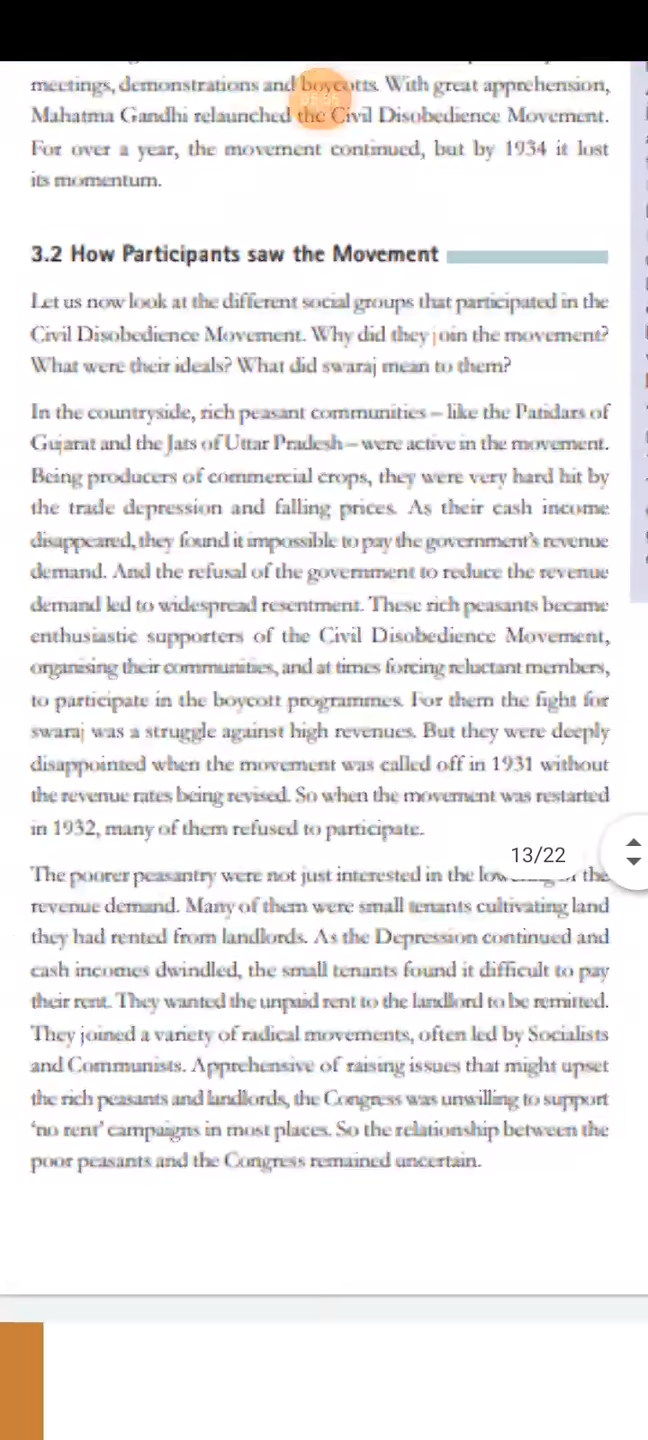 meetings, demonstrations and boycotts. With great apprehension,
Mahatma Gandhi relaunched the Civil Disobedience Movement.
For over a year, the movement continued, but by 1934 it lost
its momentum.
3.2 How Participants saw the Movement
Let us now look at the different social groups that participated in the
Civil Disobedience Movement. Why did they join the movement?
What were their ideals? What did swaraj mean to them?
In the countryside, rich peasant communities – like the Patidars of
Gujarat and the Jats of Uttar Pradesh – were active in the movement.
Being producers of commercial crops, they were very hard hit by
the trade depression and falling prices. As their cash income
disappeared, they found it impossible to pay the government's revenue
demand. And the refusal of the government to reduce the revenue
demand led to widespread resentment. These rich peasants became
enthusiastic supporters of the Civil Disobedience Movement,
organising their communities, and at times forcing reluctant members,
to participate in the boycott programmes. For them the fight for
swaraj was a struggle against high revenues. But they were deeply
disappointed when the movement was called off in 1931 without
the revenue rates being revised. So when the movement was restarted
in 1932, many of them refused to participate.
13/22
The poorer peasantry were not just interested in the the
revenue demand. Many of them were small tenants cultivating land
they had rented from landlords. As the Depression continued and
cash incomes dwindled, the small tenants found it difficult to pay
their rent. They wanted the unpaid rent to the landlord to be remitted.
They joined a variety of radical movements, often led by Socialists
and Communists. Apprehensive of raising issues that might upset
the rich peasants and landlords, the Congress was unwilling to support
'no rent' campaigns in most places. So the relationship between the
poor peasants and the Congress remained uncertain.